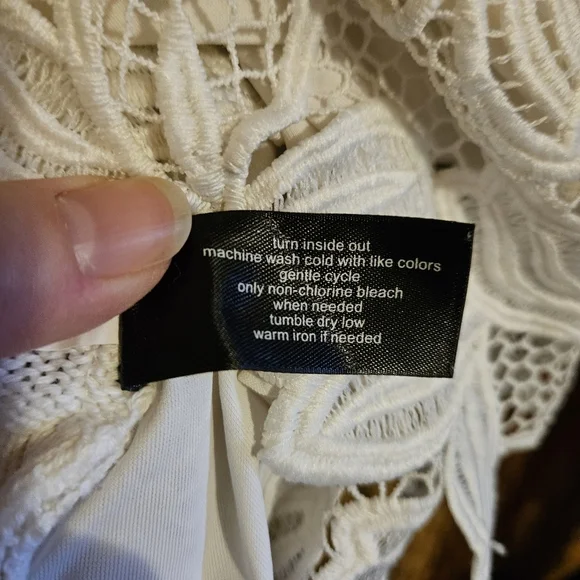 turn inside out
machine wash cold with like colors
gentle cycle
only non-chlorine bleach
when needed
tumble dry low
warm iron if needed